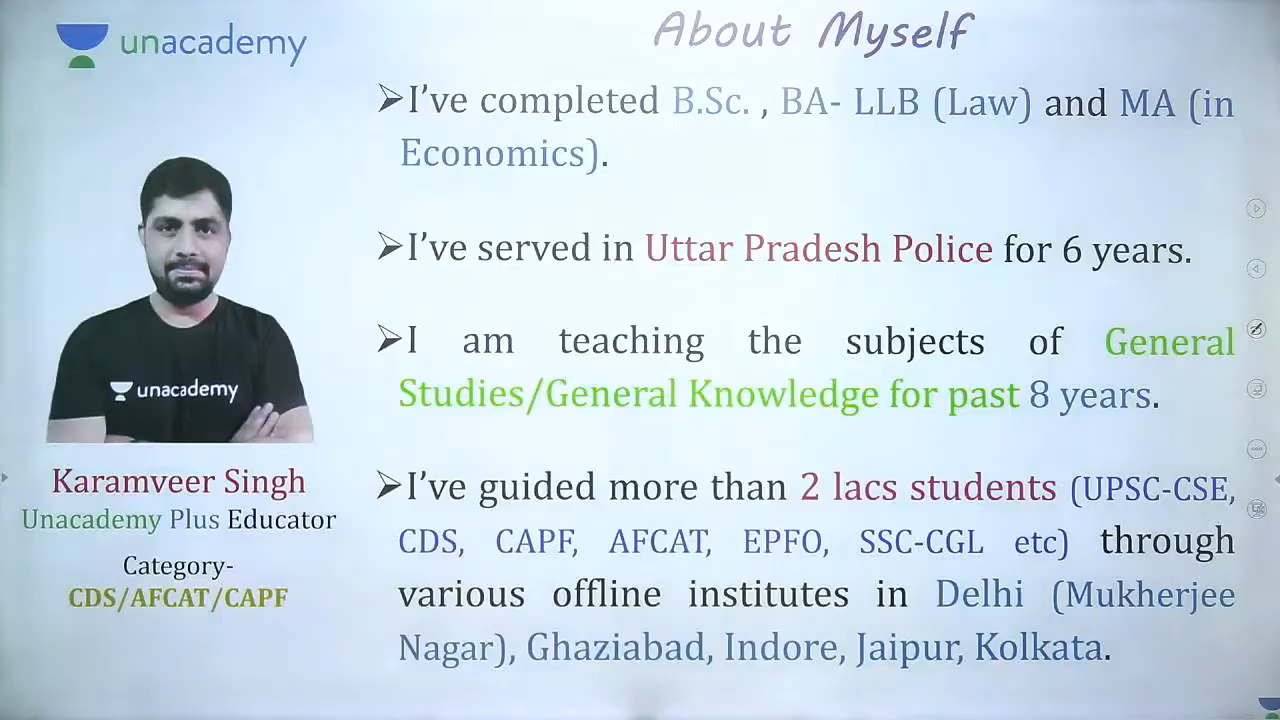 unacademy
About Myself
➢I’ve completed B.Sc. , BA- LLB (Law) and MA (in
Economics).
➢I’ve served in Uttar Pradesh Police for 6 years.
➢I am teaching the subjects of General
Studies/General Knowledge for past 8 years.
➢I’ve guided more than 2 lacs students (UPSC-CSE,
CDS, CAPF, AFCAT, EPFO, SSC-CGL etc) through
various offline institutes in Delhi (Mukherjee
Nagar), Ghaziabad, Indore, Jaipur, Kolkata.
unacademy
Karamveer Singh
Unacademy Plus Educator
Category-
CDS/AFCAT/CAPF